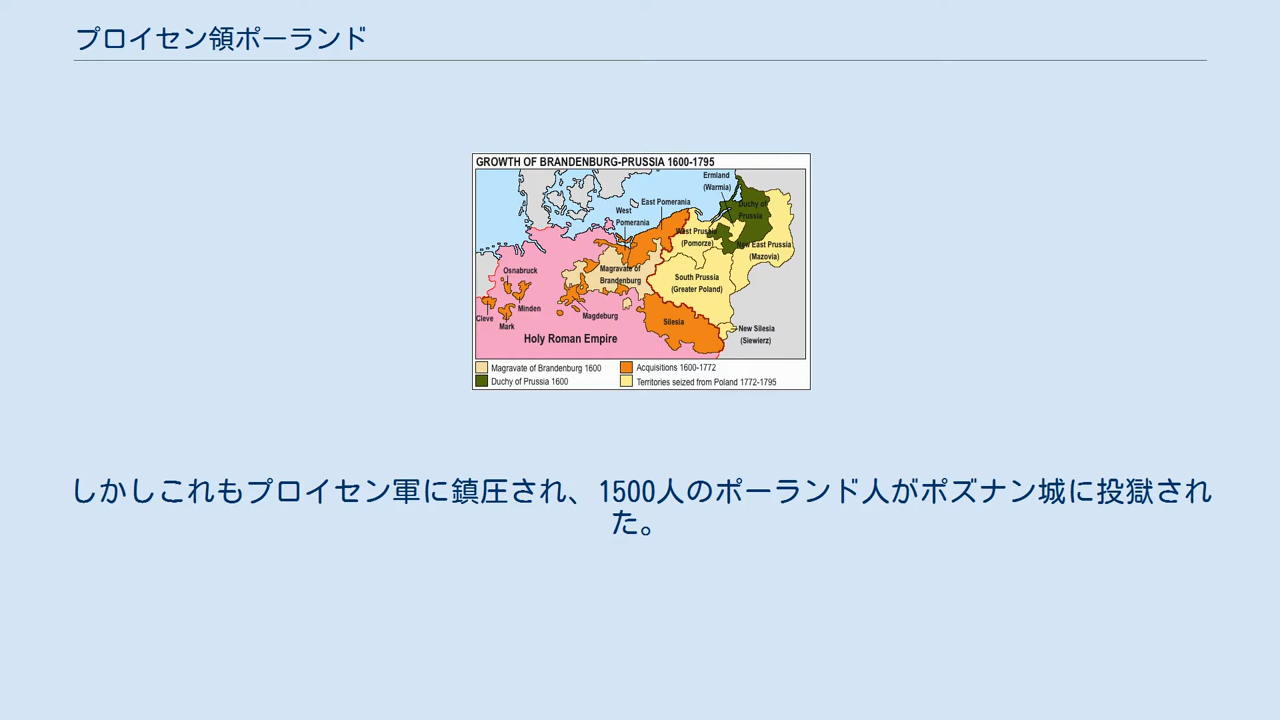 プロイセン領ポーランド
GROWTH OF BRANDENBURG-PRUSSIA 1600-1795
Ermland
(Warmia)
East Pomerania
West
Pomerania
Duchy of
Prussia
West Prussia
(Pomorze)
New East Prussia
(Mazovia)
Osnabruck
Magravate of
Brandenburg
South Prussia
(Greater Poland)
Minden
Cleve
Mark
Magdeburg
Silesia
New Silesia
(Siewierz)
Holy Roman Empire
Magravate of Brandenburg 1600
Acquisitions 1600-1772
Duchy of Prussia 1600
Territories seized from Poland 1772-1795
しかしこれもプロイセン軍に鎮圧され、1500人のポーランド人がポズナン城に投獄され
た。